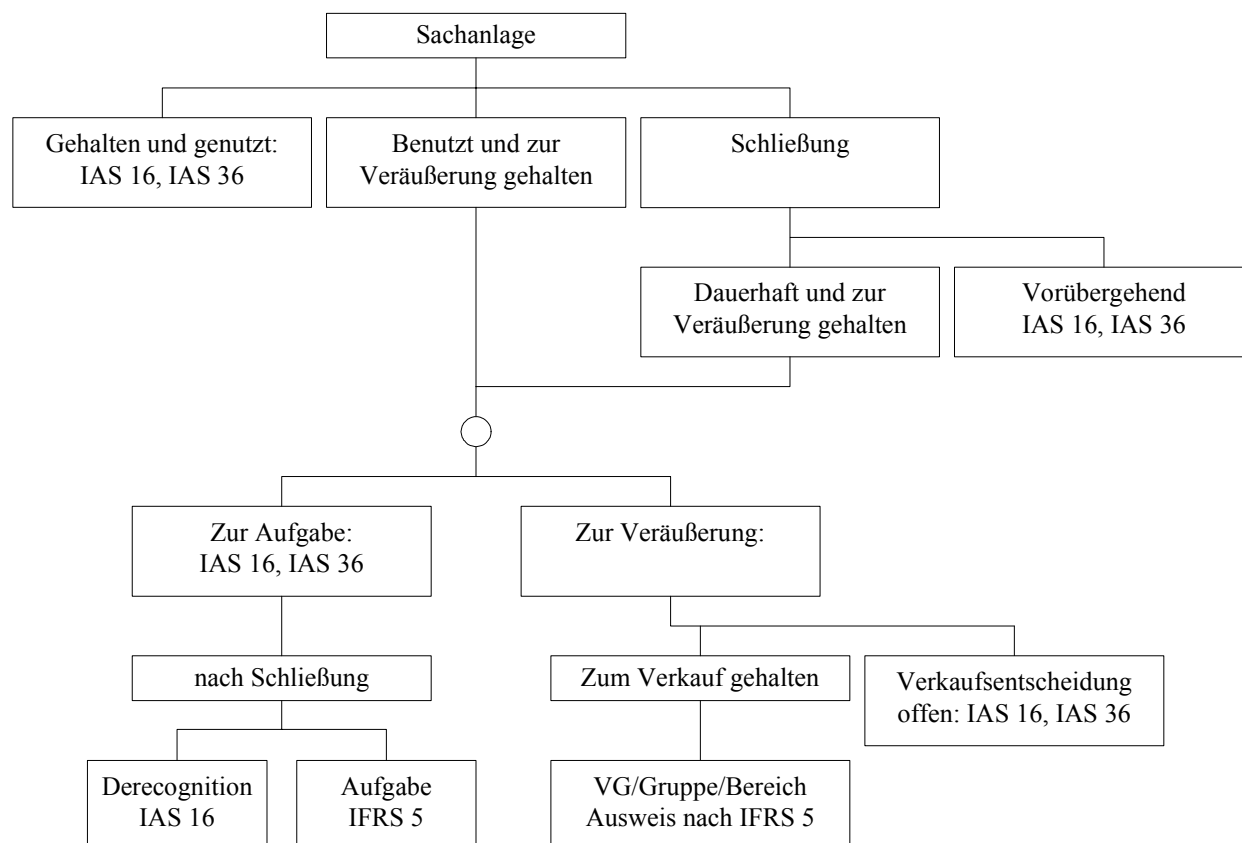 Sachanlage
Gehalten und genutzt:
IAS 16, IAS 36
Benutzt und zur
Veräußerung gehalten
Schließung
Dauerhaft und zur
Veräußerung gehalten
Vorübergehend
IAS 16, IAS 36
Zur Aufgabe:
IAS 16, IAS 36
Zur Veräußerung:
nach Schließung
Zum Verkauf gehalten
Verkaufsentscheidung
offen: IAS 16, IAS 36
Derecognition
IAS 16
Aufgabe
IFRS 5
VG/Gruppe/Bereich
Ausweis nach IFRS 5